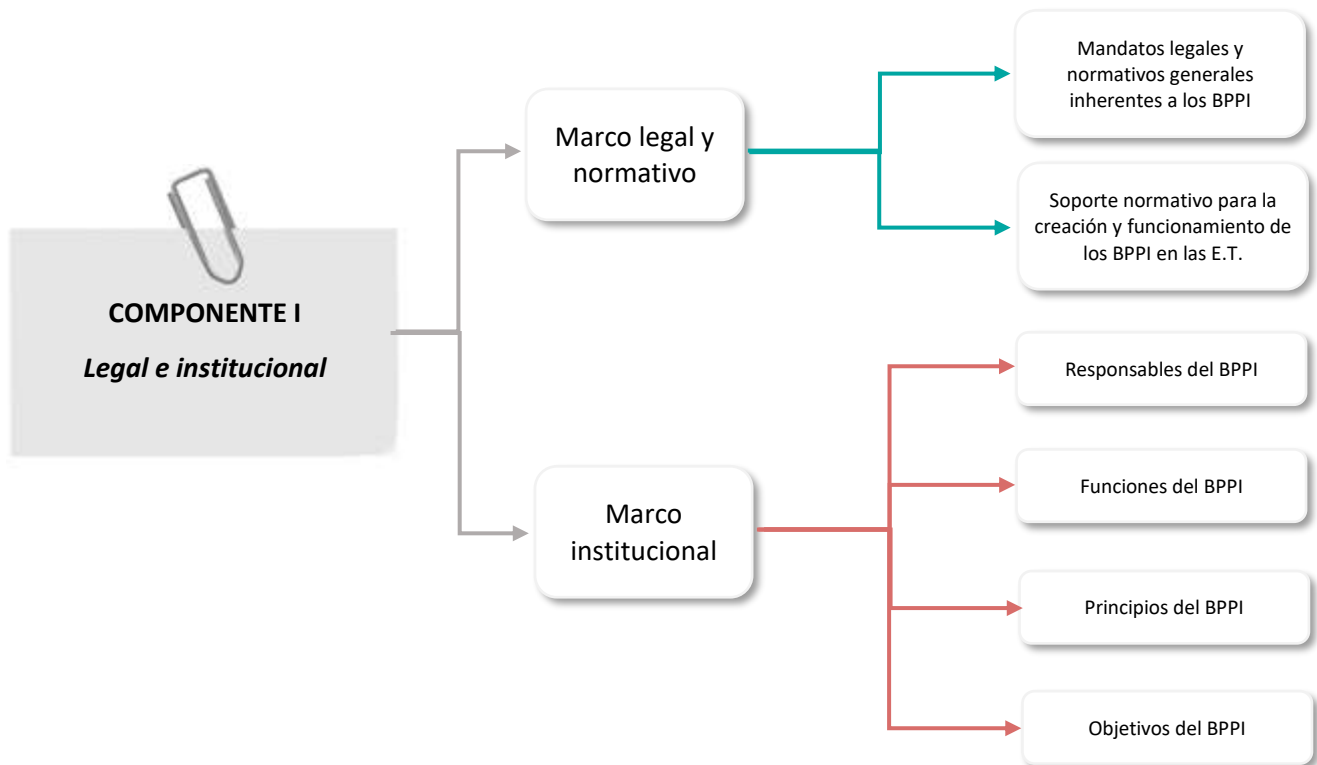 COMPONENTE I
Legal e institucional
Marco legal y
normativo
Mandatos legales y
normativos generales
inherentes a los BPPI
Soporte normativo para la
creación y funcionamiento de
los BPPI en las E.T.
Marco
institucional
Responsables del BPPI
Funciones del BPPI
Principios del BPPI
Objetivos del BPPI